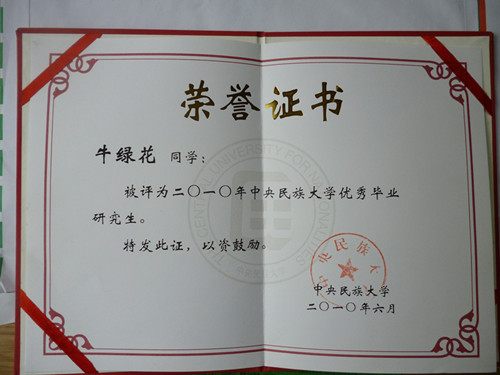 荣誉证书
牛绿花 同学:
被评为二〇一〇年中央民族大学优秀毕业
研究生。
特发此证,以资鼓励。
中央民族大学
二〇一〇年六月